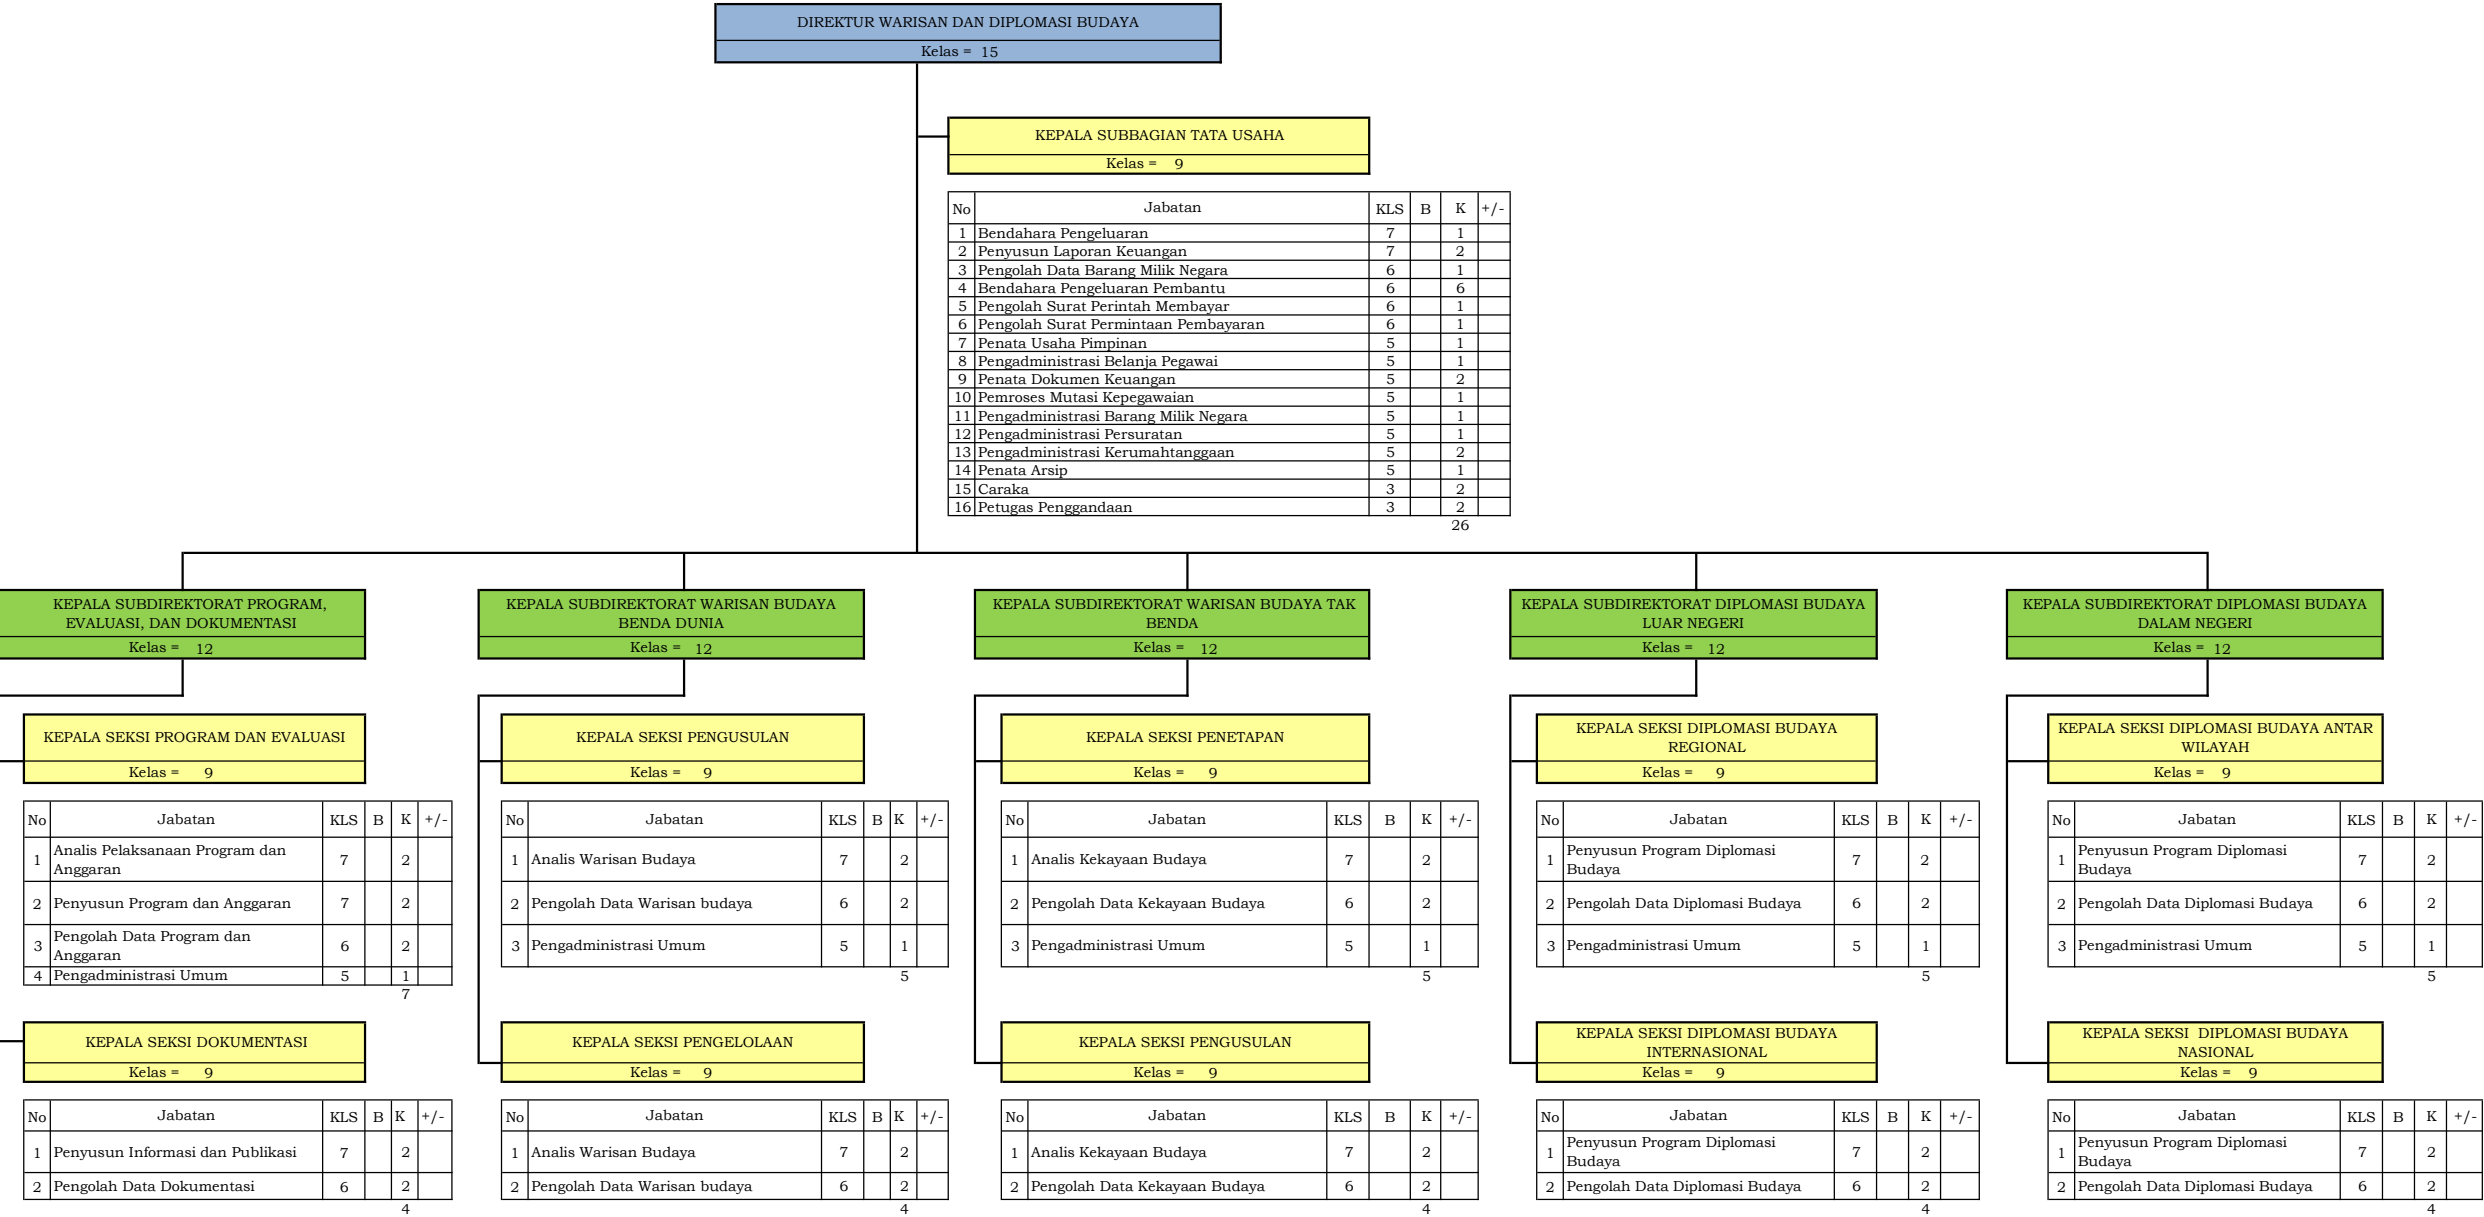 DIREKTUR WARISAN DAN DIPLOMASI BUDAYA
Kelas = 15
KEPALA SUBBAGIAN TATA USAHA
Kelas = 9
No Jabatan KLS B K +/-
1 Bendahara Pengeluaran 7 1
2 Penyusun Laporan Keuangan 7 2
3 Pengolah Data Barang Milik Negara 6 1
4 Bendahara Pengeluaran Pembantu 6 6
5 Pengolah Surat Perintah Membayar 6 1
6 Pengolah Surat Permintaan Pembayaran 6 1
7 Penata Usaha Pimpinan 5 1
8 Pengadministrasi Belanja Pegawai 5 1
9 Penata Dokumen Keuangan 5 2
10 Pemroses Mutasi Kepegawaian 5 1
11 Pengadministrasi Barang Milik Negara 5 1
12 Pengadministrasi Persuratan 5 1
13 Pengadministrasi Kerumahtanggaan 5 2
14 Penata Arsip 5 1
15 Caraka 3 2
16 Petugas Penggandaan 3 2
26
KEPALA SUBDIREKTORAT PROGRAM,
EVALUASI, DAN DOKUMENTASI
Kelas = 12
KEPALA SEKSI PROGRAM DAN EVALUASI
Kelas = 9
No Jabatan KLS B K +/-
1 Analis Pelaksanaan Program dan
Anggaran 7 2
2 Penyusun Program dan Anggaran 7 2
3 Pengolah Data Program dan
Anggaran 6 2
4 Pengadministrasi Umum 5 1
7
KEPALA SEKSI DOKUMENTASI
Kelas = 9
No Jabatan KLS B K +/-
1 Penyusun Informasi dan Publikasi 7 2
2 Pengolah Data Dokumentasi 6 2
4
KEPALA SUBDIREKTORAT WARISAN BUDAYA
BENDA DUNIA
Kelas = 12
KEPALA SEKSI PENGUSULAN
Kelas = 9
No Jabatan KLS B K +/-
1 Analis Warisan Budaya 7 2
2 Pengolah Data Warisan budaya 6 2
3 Pengadministrasi Umum 5 1
5
KEPALA SEKSI PENGELOLAAN
Kelas = 9
No Jabatan KLS B K +/-
1 Analis Warisan Budaya 7 2
2 Pengolah Data Warisan budaya 6 2
4
KEPALA SUBDIREKTORAT WARISAN BUDAYA TAK
BENDA
Kelas = 12
KEPALA SEKSI PENETAPAN
Kelas = 9
No Jabatan KLS B K +/-
1 Analis Kekayaan Budaya 7 2
2 Pengolah Data Kekayaan Budaya 6 2
3 Pengadministrasi Umum 5 1
5
KEPALA SEKSI PENGUSULAN
Kelas = 9
No Jabatan KLS B K +/-
1 Analis Kekayaan Budaya 7 2
2 Pengolah Data Kekayaan Budaya 6 2
4
KEPALA SUBDIREKTORAT DIPLOMASI BUDAYA
LUAR NEGERI
Kelas = 12
KEPALA SEKSI DIPLOMASI BUDAYA
REGIONAL
Kelas = 9
No Jabatan KLS B K +/-
1 Penyusun Program Diplomasi
Budaya 7 2
2 Pengolah Data Diplomasi Budaya 6 2
3 Pengadministrasi Umum 5 1
5
KEPALA SEKSI DIPLOMASI BUDAYA
INTERNASIONAL
Kelas = 9
No Jabatan KLS B K +/-
1 Penyusun Program Diplomasi
Budaya 7 2
2 Pengolah Data Diplomasi Budaya 6 2
4
KEPALA SUBDIREKTORAT DIPLOMASI BUDAYA
DALAM NEGERI
Kelas = 12
KEPALA SEKSI DIPLOMASI BUDAYA ANTAR
WILAYAH
Kelas = 9
No Jabatan KLS B K +/-
1 Penyusun Program Diplomasi
Budaya 7 2
2 Pengolah Data Diplomasi Budaya 6 2
3 Pengadministrasi Umum 5 1
5
KEPALA SEKSI DIPLOMASI BUDAYA
NASIONAL
Kelas = 9
No Jabatan KLS B K +/-
1 Penyusun Program Diplomasi
Budaya 7 2
2 Pengolah Data Diplomasi Budaya 6 2
4